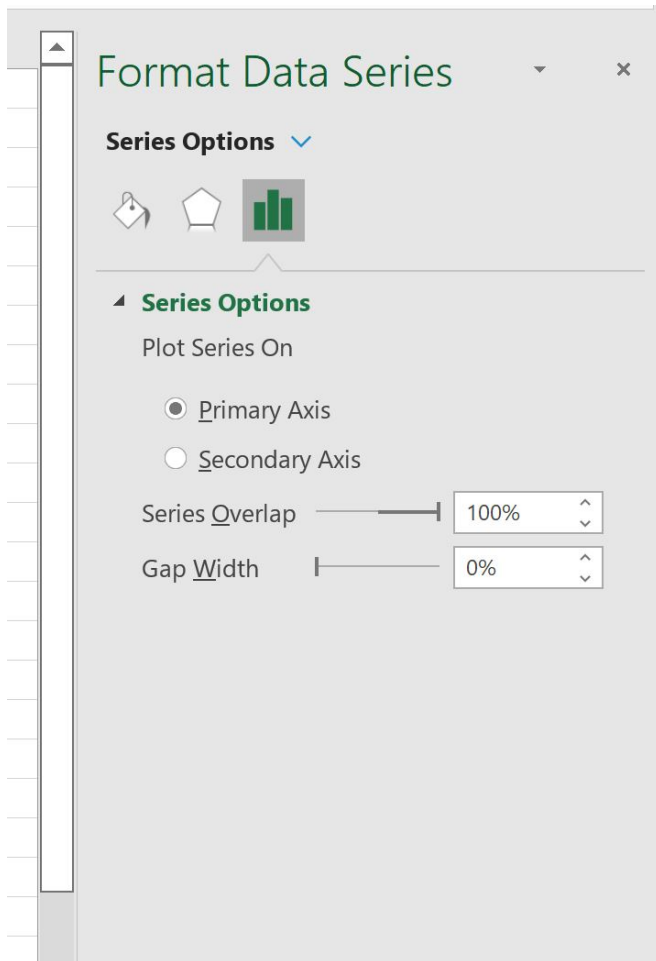 Format Data Series
Series Options
Series Options
Plot Series On
Primary Axis
Secondary Axis
Series Overlap 100%
Gap Width 0%